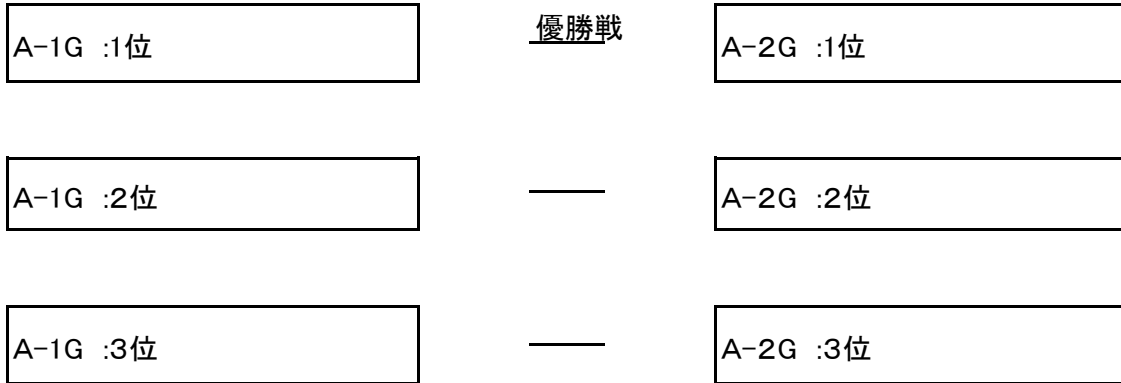 A-1G :1位 優勝戦 A-2G :1位
A-1G :2位 A-2G :2位
A-1G :3位 A-2G :3位